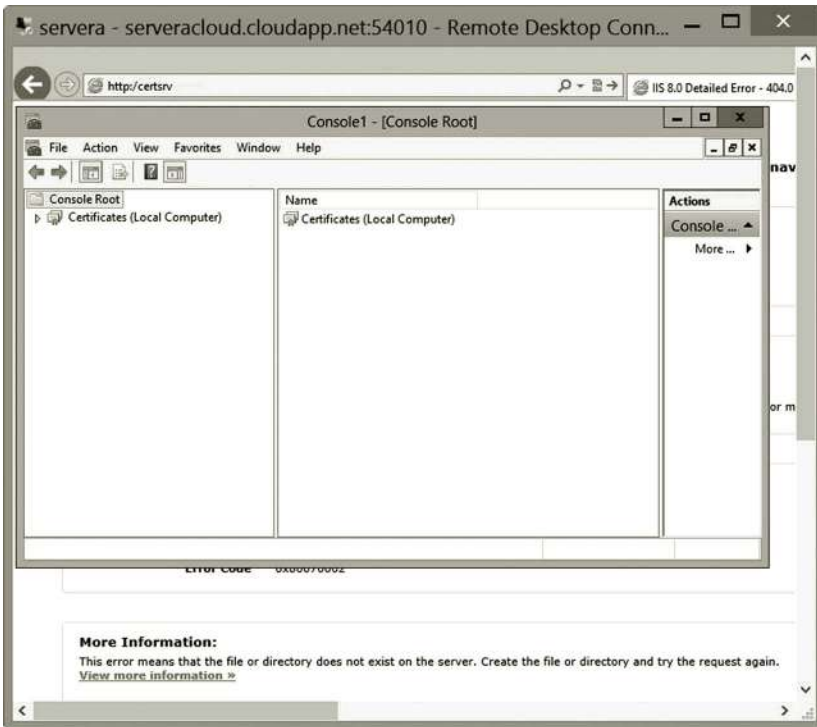 servera - serveracloud.cloudapp.net:54010 - Remote Desktop Conn...
http:/certsrv
IIS 8.0 Detailed Error - 404.0
Console1 - [Console Root]
File Action View Favorites Window Help
nav
Console Root
Certificates (Local Computer)
Name
Certificates (Local Computer)
Actions
Console ...
More ...
or m
Error Code 0x80070002
More Information:
This error means that the file or directory does not exist on the server. Create the file or directory and try the request again.
View more information »